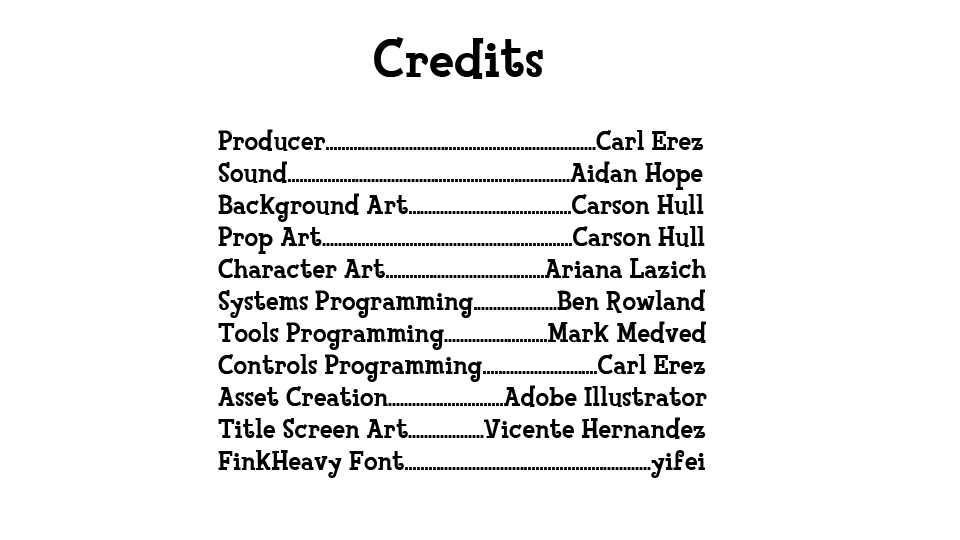 Credits
Producer....................................................................Carl Erez
Sound.......................................................................Aidan Hope
Background Art.........................................Carson Hull
Prop Art...............................................................Carson Hull
Character Art........................................Ariana Lazich
Systems Programming.....................Ben Rowland
Tools Programming..........................Mark Medved
Controls Programming.............................Carl Erez
Asset Creation.............................Adobe Illustrator
Title Screen Art...................Vicente Hernandez
FinkHeavy Font..............................................................yifei